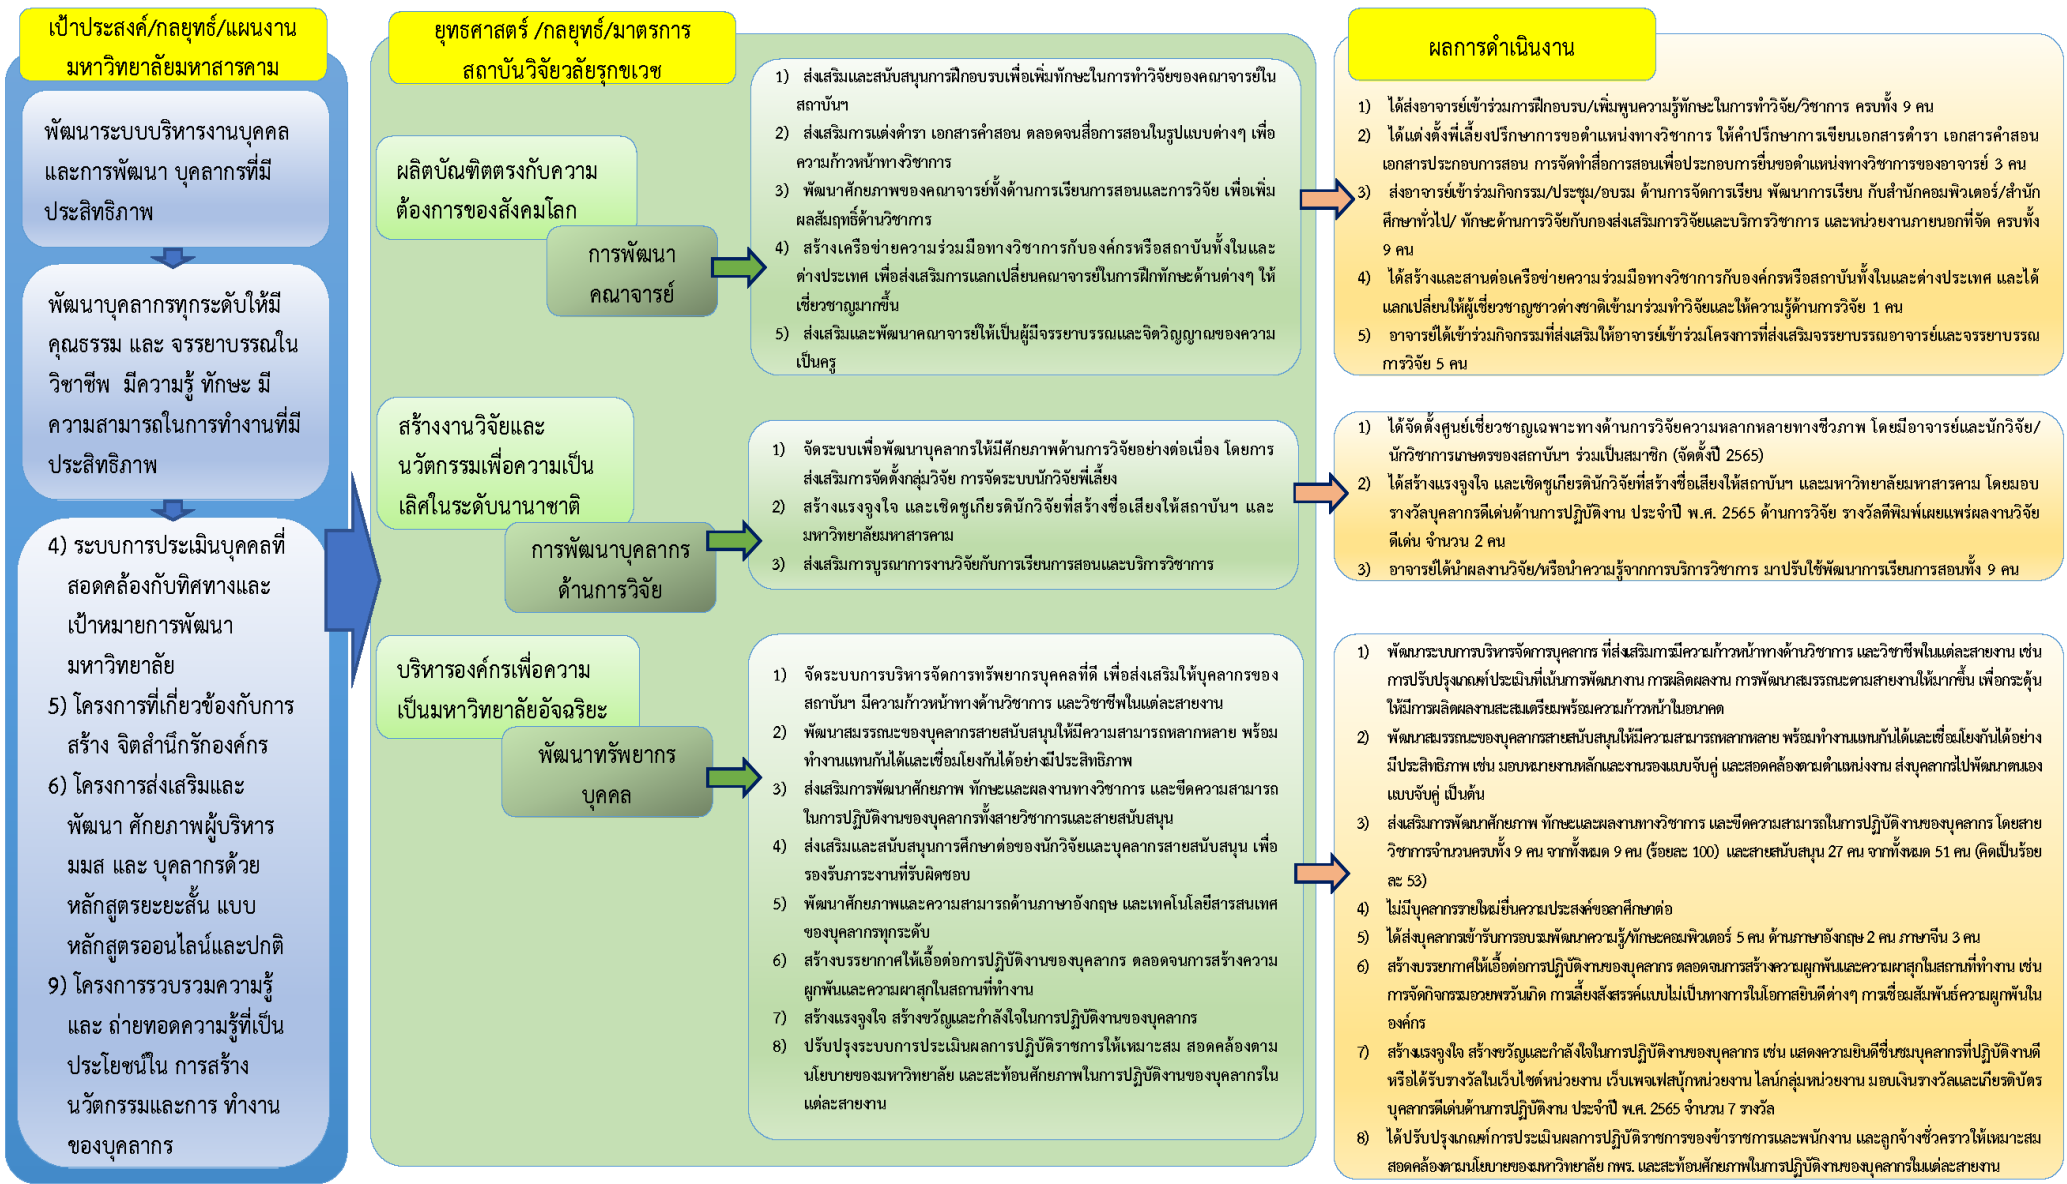 เป้าประสงค์/กลยุทธ์/แผนงาน
มหาวิทยาลัยมหาสารคาม
พัฒนาระบบบริหารงานบุคคล
และการพัฒนา บุคลากรที่มี
ประสิทธิภาพ
พัฒนาบุคลากรทุกระดับให้มี
คุณธรรม และ จรรยาบรรณใน
วิชาชีพ มีความรู้ ทักษะ มี
ความสามารถในการทำงานที่มี
ประสิทธิภาพ
4) ระบบการประเมินบุคคลที่
สอดคล้องกับทิศทางและ
เป้าหมายการพัฒนา
มหาวิทยาลัย
5) โครงการที่เกี่ยวข้องกับการ
สร้าง จิตสำนึกรักองค์กร
6) โครงการส่งเสริมและ
พัฒนา ศักยภาพผู้บริหาร
มมส และ บุคลากรด้วย
หลักสูตรยะยะสั้น แบบ
หลักสูตรออนไลน์และปกติ
9) โครงการรวบรวมความรู้
และ ถ่ายทอดความรู้ที่เป็น
ประโยชน์ใน การสร้าง
นวัตกรรมและการ ทำงาน
ของบุคลากร
ยุทธศาสตร์ /กลยุทธ์/มาตรการ
สถาบันวิจัยวลัยรุกขเวช
ผลิตบัณฑิตตรงกับความ
ต้องการของสังคมโลก
การพัฒนา
คณาจารย์
1) ส่งเสริมและสนับสนุนการฝึกอบรบเพื่อเพิ่มทักษะในการทำวิจัยของคณาจารย์ใน
สถาบันฯ
2) ส่งเสริมการแต่งตำรา เอกสารคำสอน ตลอดจนสื่อการสอนในรูปแบบต่างๆ เพื่อ
ความก้าวหน้าทางวิชาการ
3) พัฒนาศักยภาพของคณาจารย์ทั้งด้านการเรียนการสอนและการวิจัย เพื่อเพิ่ม
ผลสัมฤทธิ์ด้านวิชาการ
4) สร้างเครือข่ายความร่วมมือทางวิชาการกับองค์กรหรือสถาบันทั้งในและ
ต่างประเทศ เพื่อส่งเสริมการแลกเปลี่ยนคณาจารย์ในการฝึกทักษะด้านต่างๆ ให้
เชี่ยวชาญมากขึ้น
5) ส่งเสริมและพัฒนาคณาจารย์ให้เป็นผู้มีจรรยาบรรณและจิตวิญญาณของความ
เป็นครู
สร้างงานวิจัยและ
นวัตกรรมเพื่อความเป็น
เลิศในระดับนานาชาติ
การพัฒนาบุคลากร
ด้านการวิจัย
1) จัดระบบเพื่อพัฒนาบุคลากรให้มีศักยภาพด้านการวิจัยอย่างต่อเนื่อง โดยการ
ส่งเสริมการจัดตั้งกลุ่มวิจัย การจัดระบบนักวิจัยพี่เลี้ยง
2) สร้างแรงจูงใจ และเชิดชูเกียรตินักวิจัยที่สร้างชื่อเสียงให้สถาบันฯ และ
มหาวิทยาลัยมหาสารคาม
3) ส่งเสริมการบูรณาการงานวิจัยกับการเรียนการสอนและบริการวิชาการ
บริหารองค์กรเพื่อความ
เป็นมหาวิทยาลัยอัจฉริยะ
พัฒนาทรัพยากร
บุคคล
1) จัดระบบการบริหารจัดการทรัพยากรบุคคลที่ดี เพื่อส่งเสริมให้บุคลากรของ
สถาบันฯ มีความก้าวหน้าทางด้านวิชาการ และวิชาชีพในแต่ละสายงาน
2) พัฒนาสมรรถนะของบุคลากรสายสนับสนุนให้มีความสามารถหลากหลาย พร้อม
ทำงานแทนกันได้และเชื่อมโยงกันได้อย่างมีประสิทธิภาพ
3) ส่งเสริมการพัฒนาศักยภาพ ทักษะและผลงานทางวิชาการ และขีดความสามารถ
ในการปฏิบัติงานของบุคลากรทั้งสายวิชาการและสายสนับสนุน
4) ส่งเสริมและสนับสนุนการศึกษาต่อของนักวิจัยและบุคลากรสายสนับสนุน เพื่อ
รองรับภาระงานที่รับผิดชอบ
5) พัฒนาศักยภาพและความสามารถด้านภาษาอังกฤษ และเทคโนโลยีสารสนเทศ
ของบุคลากรทุกระดับ
6) สร้างบรรยากาศให้เอื้อต่อการปฏิบัติงานของบุคลากร ตลอดจนการสร้างความ
ผูกพันและความผาสุกในสถานที่ทำงาน
7) สร้างแรงจูงใจ สร้างขวัญและกำลังใจในการปฏิบัติงานของบุคลากร
8) ปรับปรุงระบบการประเมินผลการปฏิบัติราชการให้เหมาะสม สอดคล้องตาม
นโยบายของมหาวิทยาลัย และสะท้อนศักยภาพในการปฏิบัติงานของบุคลากรใน
แต่ละสายงาน
ผลการดำเนินงาน
1) ได้ส่งอาจารย์เข้าร่วมการฝึกอบรบ/เพิ่มพูนความรู้ทักษะในการทำวิจัย/วิชาการ ครบทั้ง 9 คน
2) ได้แต่งตั้งพี่เลี้ยงปรึกษาการขอตำแหน่งทางวิชาการ ให้คำปรึกษาการเขียนเอกสารตำรา เอกสารคำสอน
เอกสารประกอบการสอน การจัดทำสื่อการสอนเพื่อประกอบการยื่นขอตำแหน่งทางวิชาการของอาจารย์ 3 คน
3) ส่งอาจารย์เข้าร่วมกิจกรรม/ประชุม/อบรม ด้านการจัดการเรียน พัฒนาการเรียน กับสำนักคอมพิวเตอร์/สำนัก
ศึกษาทั่วไป/ ทักษะด้านการวิจัยกับกองส่งเสริมการวิจัยและบริการวิชาการ และหน่วยงานภายนอกที่จัด ครบทั้ง
9 คน
4) ได้สร้างและสานต่อเครือข่ายความร่วมมือทางวิชาการกับองค์กรหรือสถาบันทั้งในและต่างประเทศ และได้
แลกเปลี่ยนให้ผู้เชี่ยวชาญชาวต่างชาติเข้ามาร่วมทำวิจัยและให้ความรู้ด้านการวิจัย 1 คน
5) อาจารย์ได้เข้าร่วมกิจกรรมที่ส่งเสริมให้อาจารย์เข้าร่วมโครงการที่ส่งเสริมจรรยาบรรณอาจารย์และจรรยาบรรณ
การวิจัย 5 คน
1) ได้จัดตั้งศูนย์เชี่ยวชาญเฉพาะทางด้านการวิจัยความหลากหลายทางชีวภาพ โดยมีอาจารย์และนักวิจัย/
นักวิชาการเกษตรของสถาบันฯ ร่วมเป็นสมาชิก (จัดตั้งปี 2565)
2) ได้สร้างแรงจูงใจ และเชิดชูเกียรตินักวิจัยที่สร้างชื่อเสียงให้สถาบันฯ และมหาวิทยาลัยมหาสารคาม โดยมอบ
รางวัลบุคลากรดีเด่นด้านการปฏิบัติงาน ประจำปี พ.ศ. 2565 ด้านการวิจัย รางวัลตีพิมพ์เผยแพร่ผลงานวิจัย
ดีเด่น จำนวน 2 คน
3) อาจารย์ได้นำผลงานวิจัย/หรือนำความรู้จากการบริการวิชาการ มาปรับใช้พัฒนาการเรียนการสอนทั้ง 9 คน
1) พัฒนาระบบการบริหารจัดการบุคลากร ที่ส่งเสริมการมีความก้าวหน้าทางด้านวิชาการ และวิชาชีพในแต่ละสายงาน เช่น
การปรับปรุงเกณฑ์ประเมินที่เน้นการพัฒนางาน การผลิตผลงาน การพัฒนาสมรรถนะตามสายงานให้มากขึ้น เพื่อกระตุ้น
ให้มีการผลิตผลงานสะสมเตรียมพร้อมความก้าวหน้าในอนาคต
2) พัฒนาสมรรถนะของบุคลากรสายสนับสนุนให้มีความสามารถหลากหลาย พร้อมทำงานแทนกันได้และเชื่อมโยงกันได้อย่าง
มีประสิทธิภาพ เช่น มอบหมายงานหลักและงานรองแบบจับคู่ และสอดคล้องตามตำแหน่งงาน ส่งบุคลากรไปพัฒนาตนเอง
แบบจับคู่ เป็นต้น
3) ส่งเสริมการพัฒนาศักยภาพ ทักษะและผลงานทางวิชาการ และขีดความสามารถในการปฏิบัติงานของบุคลากร โดยสาย
วิชาการจำนวนครบทั้ง 9 คน จากทั้งหมด 9 คน (ร้อยละ 100) และสายสนับสนุน 27 คน จากทั้งหมด 51 คน (คิดเป็นร้อย
ละ 53)
4) ไม่มีบุคลากรรายใหม่ยื่นความประสงค์ขอลาศึกษาต่อ
5) ได้ส่งบุคลากรเข้ารับการอบรมพัฒนาความรู้/ทักษะคอมพิวเตอร์ 5 คน ด้านภาษาอังกฤษ 2 คน ภาษาจีน 3 คน
6) สร้างบรรยากาศให้เอื้อต่อการปฏิบัติงานของบุคลากร ตลอดจนการสร้างความผูกพันและความผาสุกในสถานที่ทำงาน เช่น
การจัดกิจกรรมอวยพรวันเกิด การเลี้ยงสังสรรค์แบบไม่เป็นทางการในโอกาสยินดีต่างๆ การเชื่อมสัมพันธ์ความผูกพันใน
องค์กร
7) สร้างแรงจูงใจ สร้างขวัญและกำลังใจในการปฏิบัติงานของบุคลากร เช่น แสดงความยินดีชื่นชมบุคลากรที่ปฏิบัติงานดี
หรือได้รับรางวัลในเว็บไซต์หน่วยงาน เว็บเพจเฟสบุ้กหน่วยงาน ไลน์กลุ่มหน่วยงาน มอบเงินรางวัลและเกียรติบัตร
บุคลากรดีเด่นด้านการปฏิบัติงาน ประจำปี พ.ศ. 2565 จำนวน 7 รางวัล
8) ได้ปรับปรุงเกณฑ์การประเมินผลการปฏิบัติราชการของข้าราชการและพนักงาน และลูกจ้างชั่วคราวให้เหมาะสม
สอดคล้องตามนโยบายของมหาวิทยาลัย กพร. และสะท้อนศักยภาพในการปฏิบัติงานของบุคลากรในแต่ละสายงาน